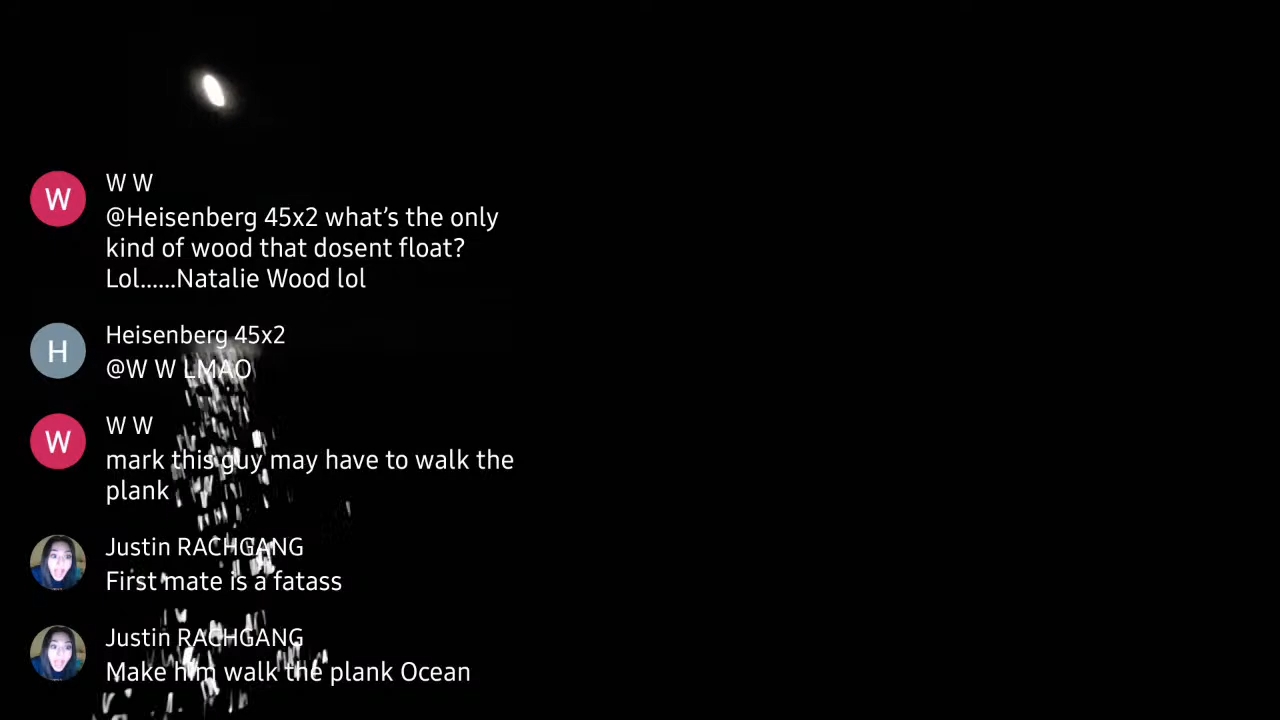 W
W W
@Heisenberg 45x2 what's the only
kind of wood that dosent float?
Lol......Natalie Wood lol
H
Heisenberg 45x2
@W W LMAO
W
W W
mark this guy may have to walk the
plank
Justin RACHGANG
First mate is a fatass
Justin RACHGANG
Make him walk the plank Ocean